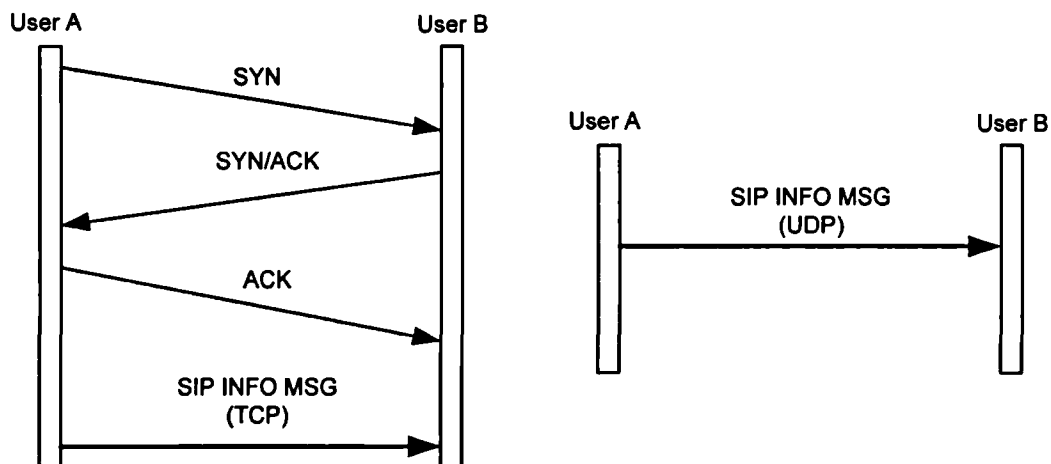 User A
User B
SYN
SYN/ACK
ACK
SIP INFO MSG
(TCP)
User A
User B
SIP INFO MSG
(UDP)